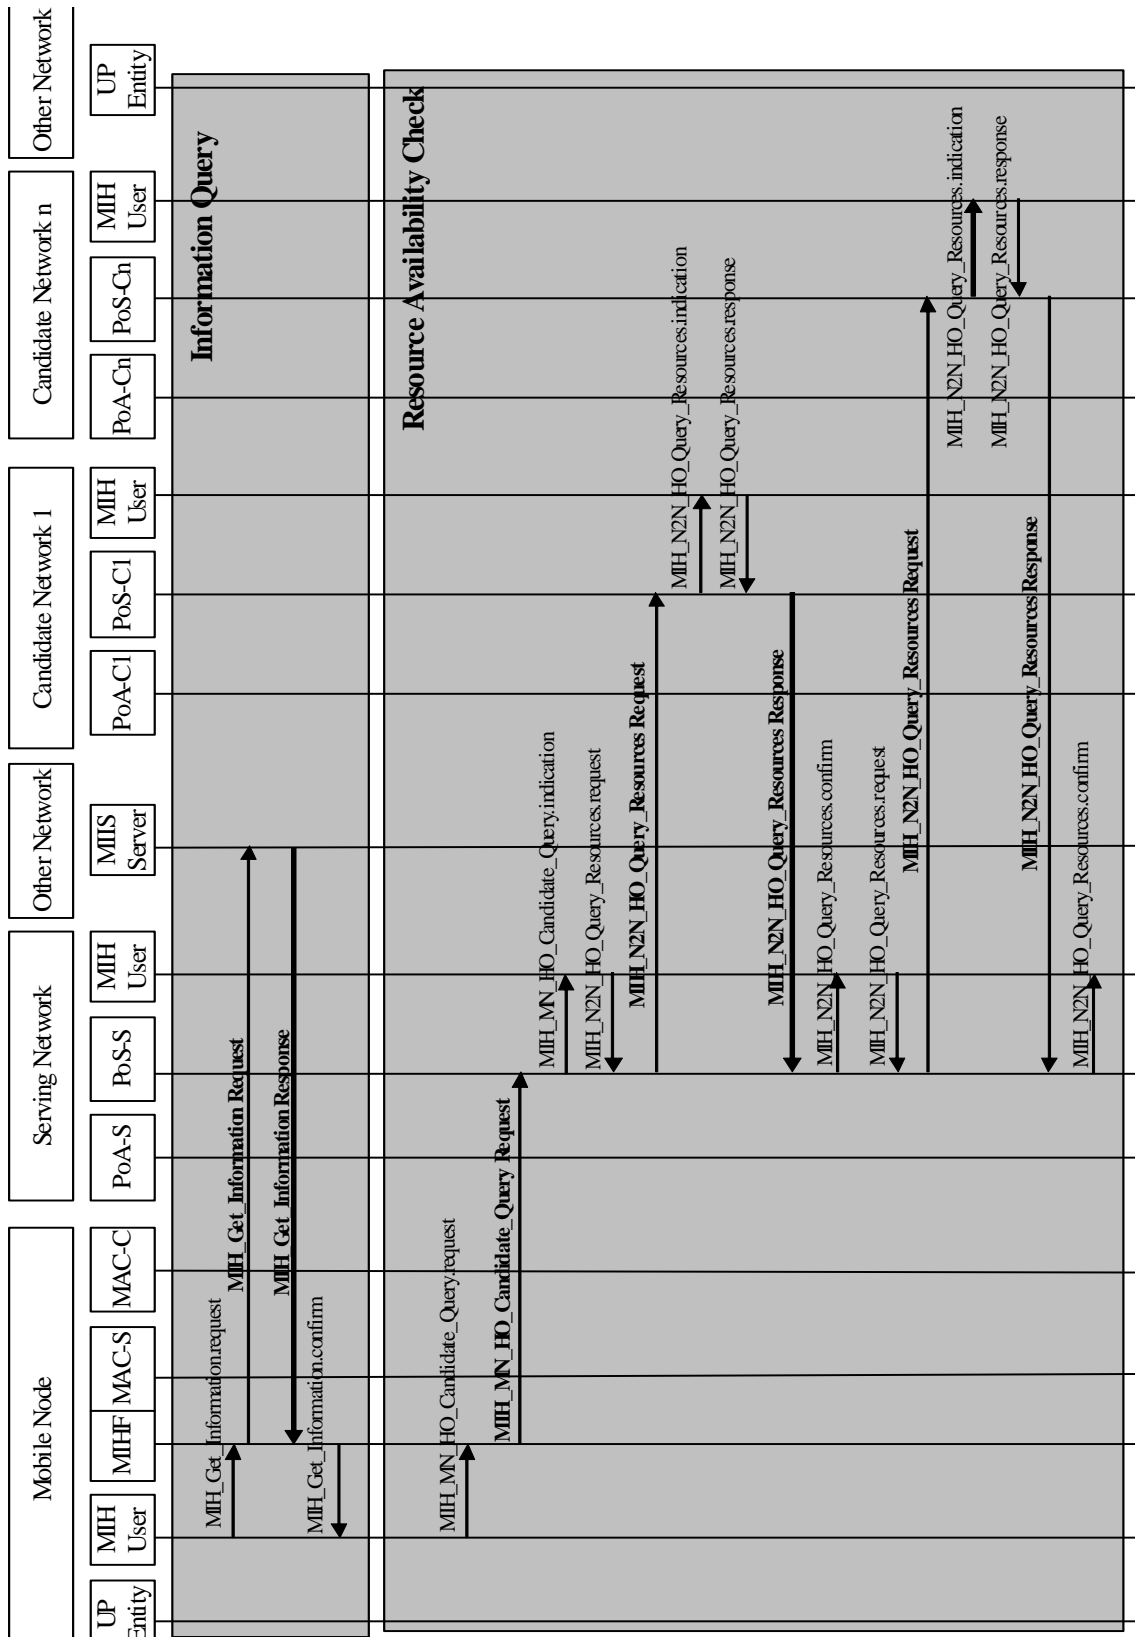 Mobile Node
Serving Network
Other Network
Candidate Network 1
Candidate Network n
Other Network
UP
Entity
MIH
User
MIHF
MAC-S
MAC-C
PoA-S
PoS-S
MIH
User
MIIS
Server
PoA-C1
PoS-C1
MIH
User
PoA-Cn
PoS-Cn
MIH
User
UP
Entity
Information Query
MIH_Get_Information.request
MIH_Get_Information Request
MIH_Get_Information Response
MIH_Get_Information.confirm
Resource Availability Check
MIH_MN_HO_Candidate_Query.request
MIH_MN_HO_Candidate_Query Request
MIH_MN_HO_Candidate_Query.indication
MIH_N2N_HO_Query_Resources.request
MIH_N2N_HO_Query_Resources Request
MIH_N2N_HO_Query_Resources.indication
MIH_N2N_HO_Query_Resources.response
MIH_N2N_HO_Query_Resources Response
MIH_N2N_HO_Query_Resources.confirm
MIH_N2N_HO_Query_Resources.request
MIH_N2N_HO_Query_Resources Request
MIH_N2N_HO_Query_Resources.indication
MIH_N2N_HO_Query_Resources.response
MIH_N2N_HO_Query_Resources Response
MIH_N2N_HO_Query_Resources.confirm